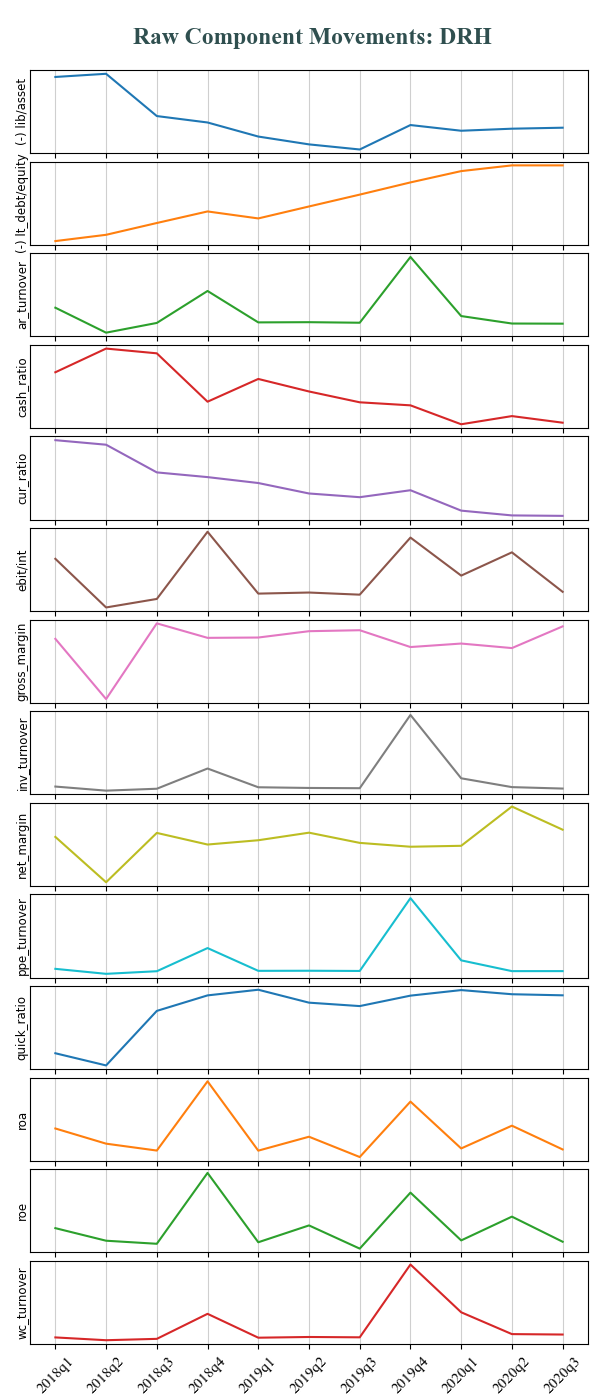 Raw Component Movements: DRH
(-) lib/asset
(-) lt_debt/equity
ar_turnover
cash_ratio
cur_ratio
ebit/int
gross_margin
inv_turnover
net_margin
ppe_turnover
quick_ratio
roa
roe
wc_turnover
2018q1 2018q2 2018q3 2018q4 2019q1 2019q2 2019q3 2019q4 2020q1 2020q2 2020q3